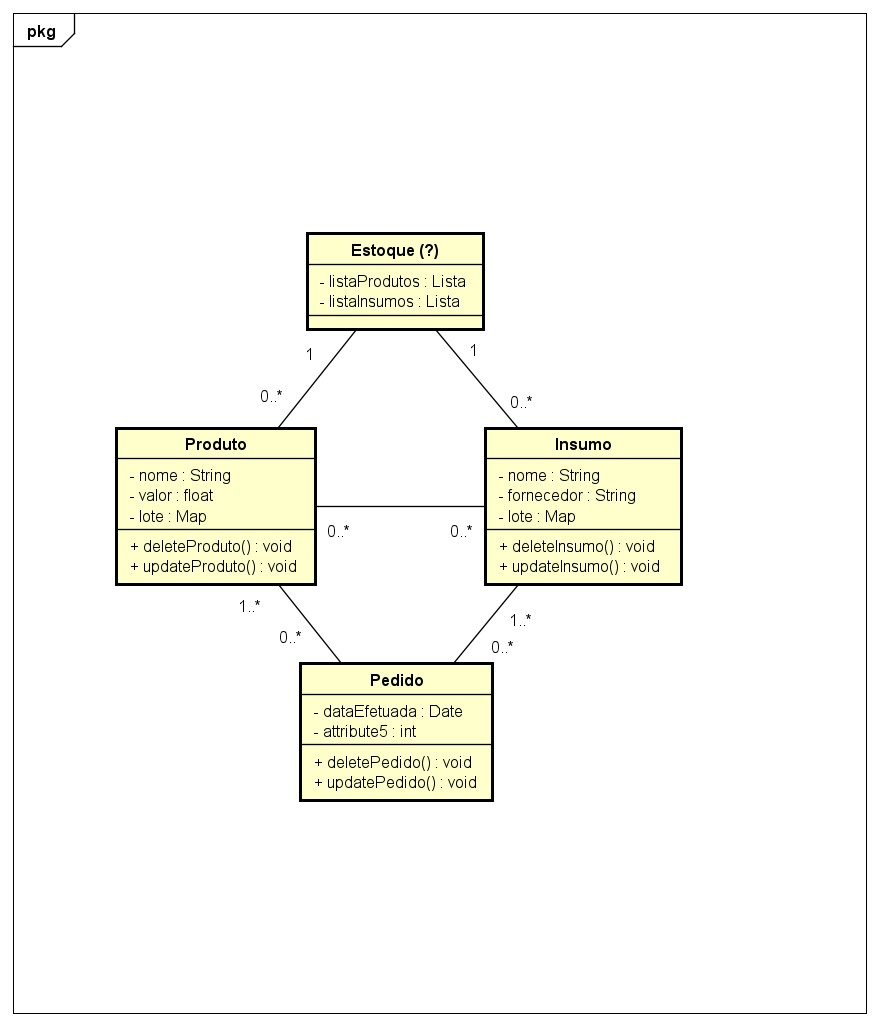 pkg
Estoque (?)
- listaProdutos : Lista
- listaInsumos : Lista
1
1
0..*
0..*
Produto
- nome : String
- valor : float
- lote : Map
+ deleteProduto() : void
+ updateProduto() : void
Insumo
- nome : String
- fornecedor : String
- lote : Map
+ deleteInsumo() : void
+ updateInsumo() : void
0..*
0..*
1..*
0..*
1..*
0..*
Pedido
- dataEfetuada : Date
- attribute5 : int
+ deletePedido() : void
+ updatePedido() : void